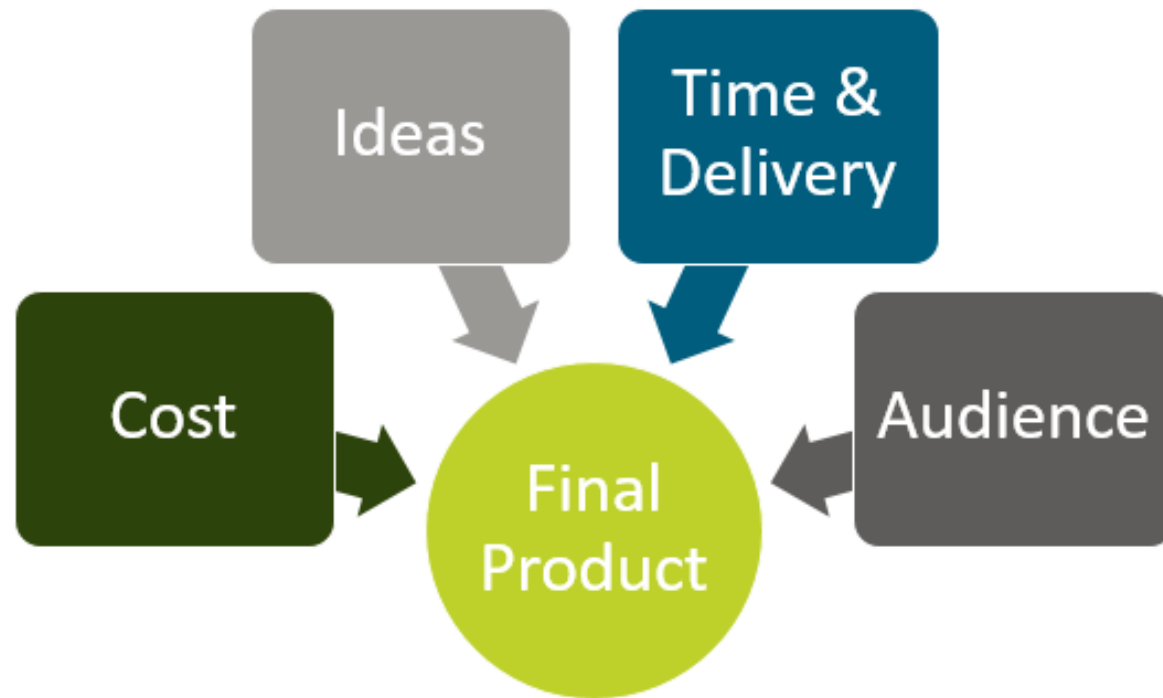 Ideas
Time &
Delivery
Cost
Audience
Final
Product